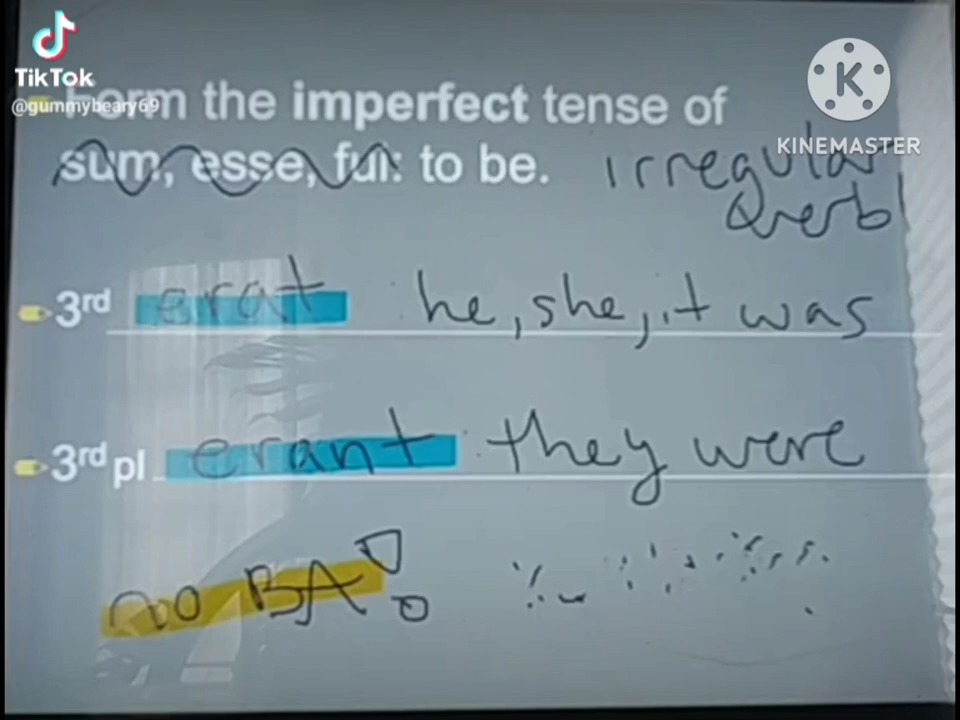 TikTok
@gummybeary69
KINEMASTER
Form the imperfect tense of
sum, esse, fui: to be. irregular
verb
3rd erat he, she, it was
3rd pl erant they were
no BA!